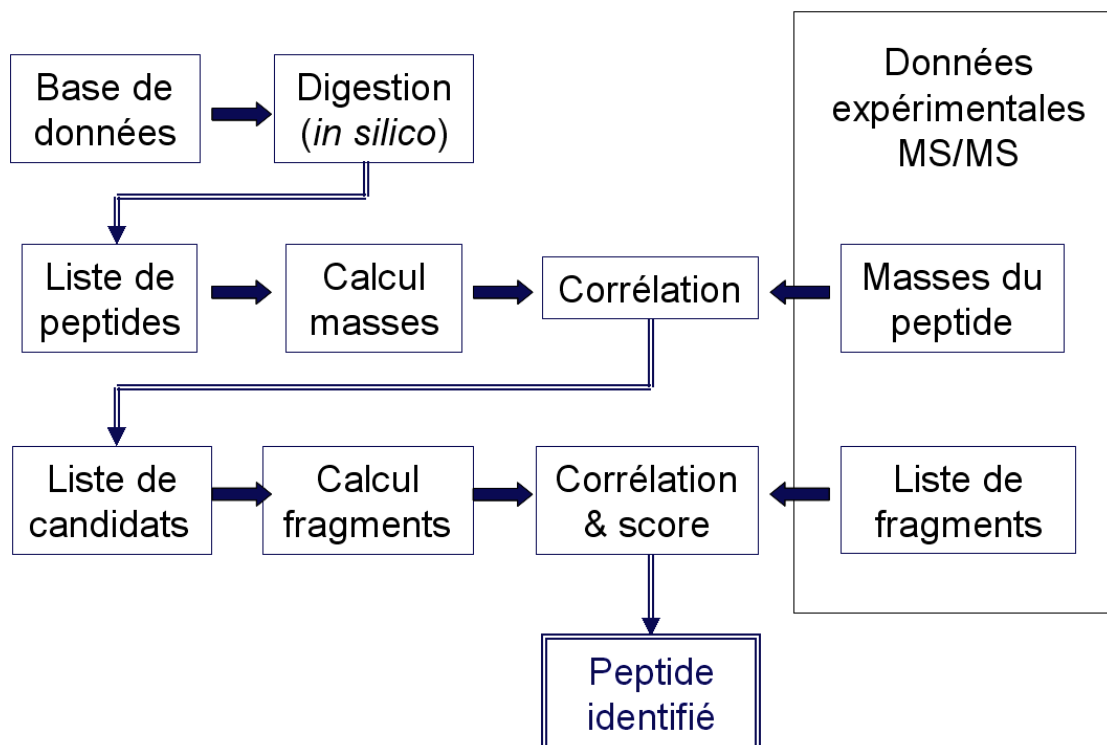 Base de
données
Digestion
(in silico)
Données
expérimentales
MS/MS
Liste de
peptides
Calcul
masses
Corrélation
Masses du
peptide
Liste de
candidats
Calcul
fragments
Corrélation
& score
Liste de
fragments
Peptide
identifié